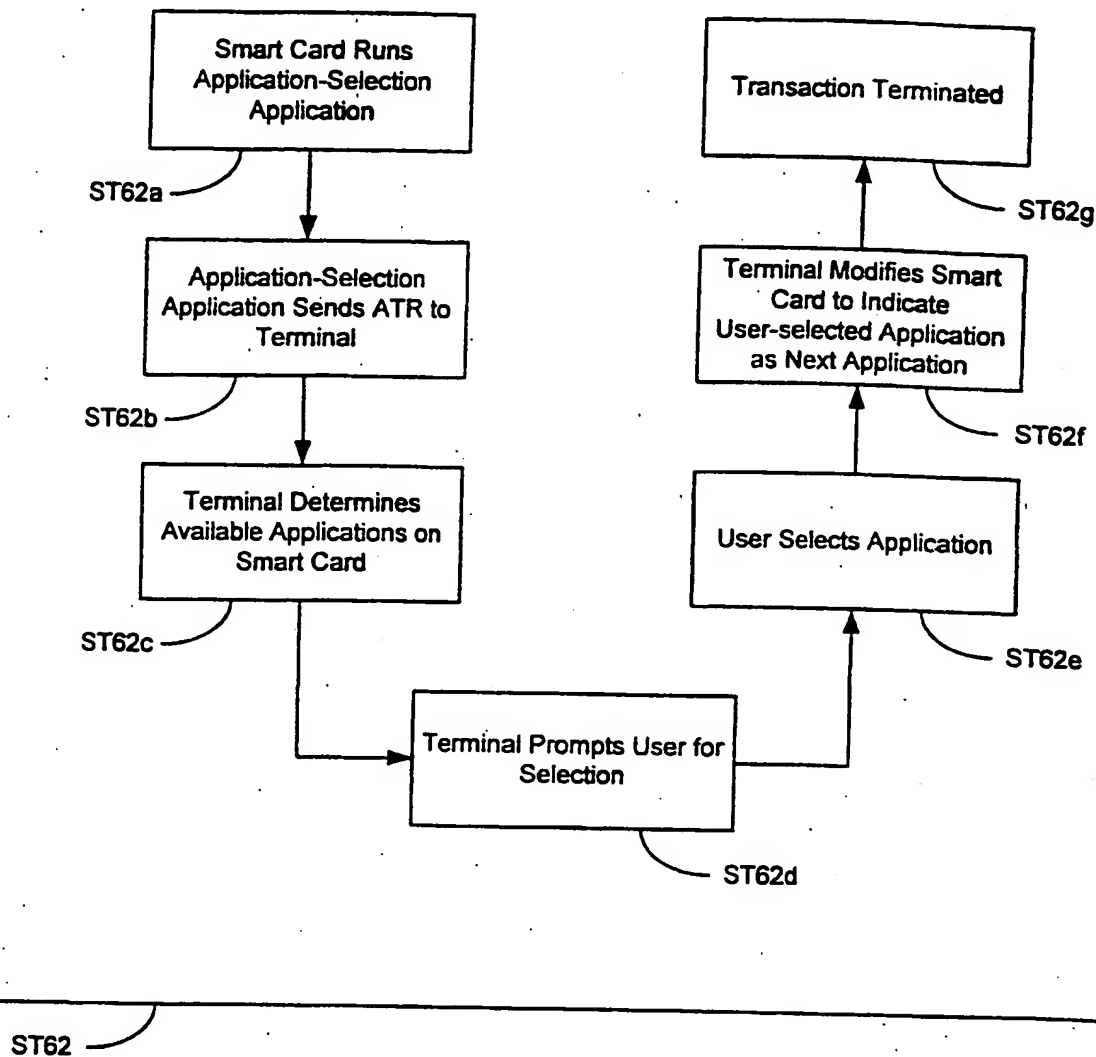 Smart Card Runs
Application-Selection
Application
ST62a
Application-Selection
Application Sends ATR to
Terminal
ST62b
Terminal Determines
Available Applications on
Smart Card
ST62c
Terminal Prompts User for
Selection
ST62d
User Selects Application
ST62e
Terminal Modifies Smart
Card to Indicate
User-selected Application
as Next Application
ST62f
Transaction Terminated
ST62g
ST62